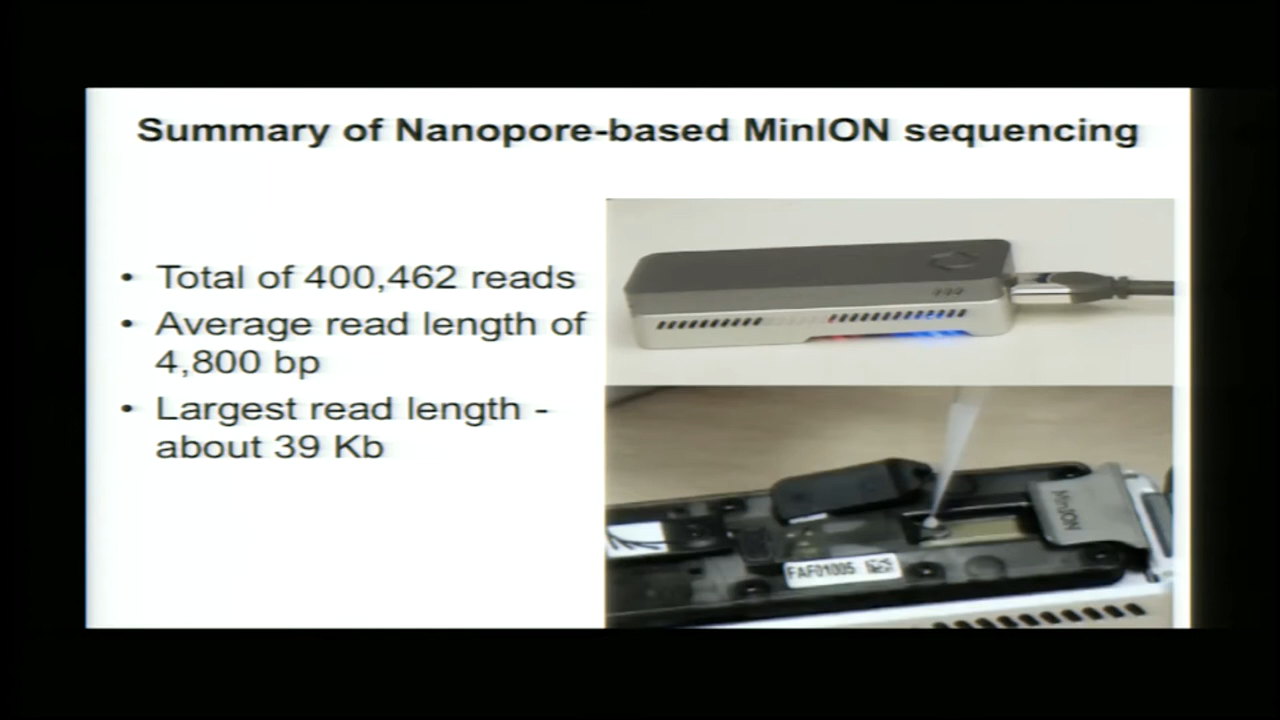 Summary of Nanopore-based MinION sequencing
• Total of 400,462 reads
• Average read length of
4,800 bp
• Largest read length -
about 39 Kb
MinION
FAF01005